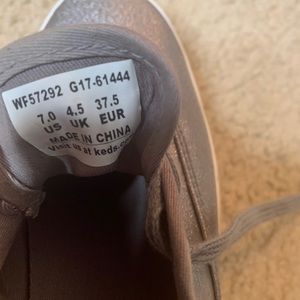 WF57292 G17-61444
7.0 4.5 37.5
US UK EUR
MADE IN CHINA
Visit us at keds.co